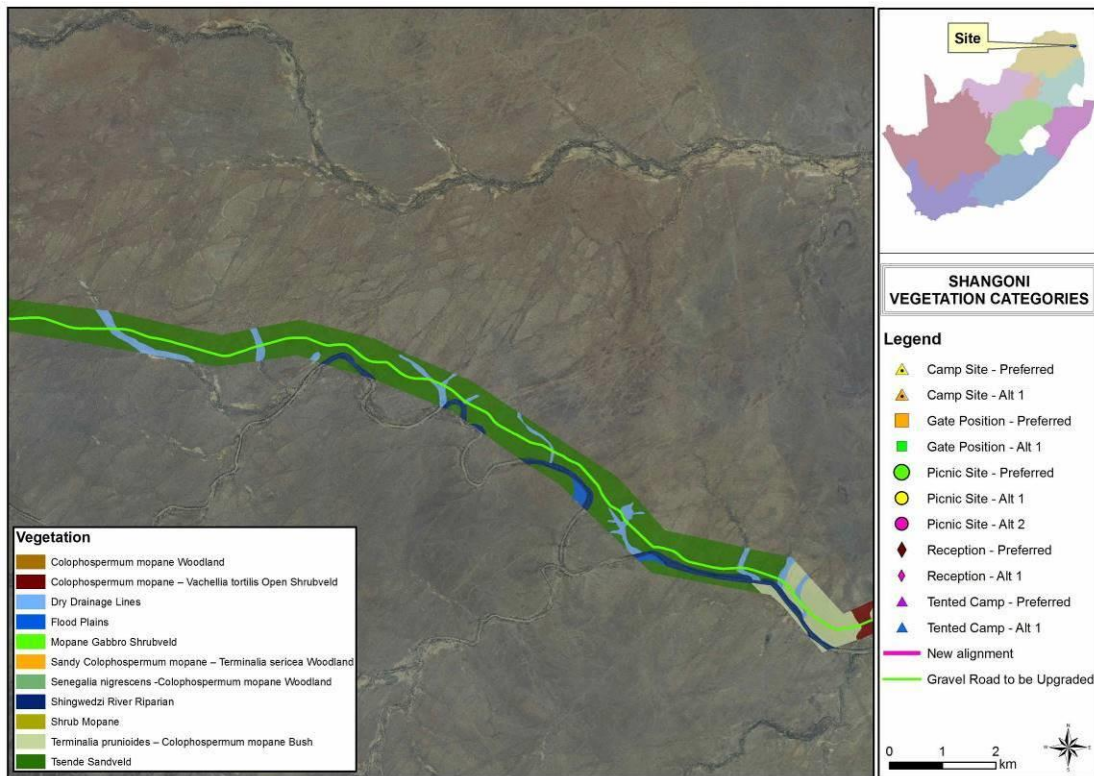 Site
SHANGONI
VEGETATION CATEGORIES
Legend
Camp Site - Preferred
Camp Site - Alt 1
Gate Position - Preferred
Gate Position - Alt 1
Picnic Site - Preferred
Picnic Site - Alt 1
Picnic Site - Alt 2
Reception - Preferred
Reception - Alt 1
Tented Camp - Preferred
Tented Camp - Alt 1
New alignment
Gravel Road to be Upgraded
0 1 2
km
Vegetation
Colophospermum mopane Woodland
Colophospermum mopane – Vachellia tortilis Open Shrubveld
Dry Drainage Lines
Flood Plains
Mopane Gabbro Shrubveld
Sandy Colophospermum mopane – Terminalia sericea Woodland
Senegalia nigrescens -Colophospermum mopane Woodland
Shingwedzi River Riparian
Shrub Mopane
Terminalia prunioides – Colophospermum mopane Bush
Tsende Sandveld